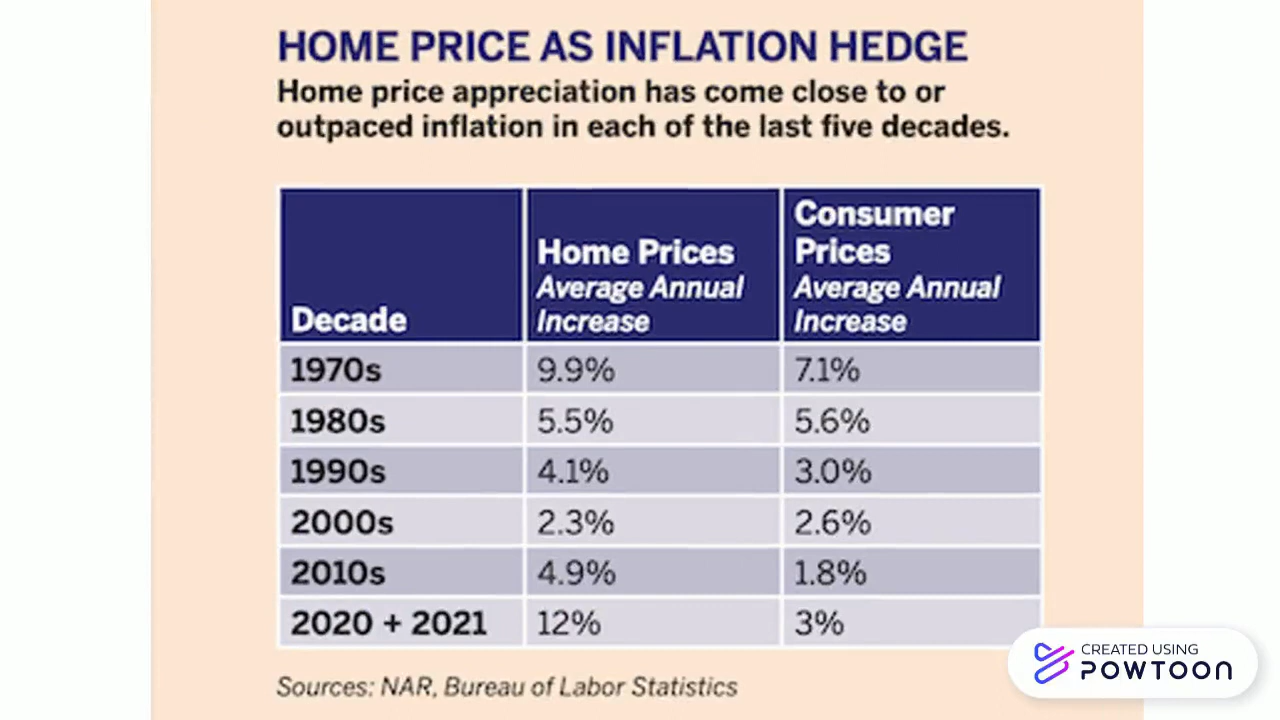 HOME PRICE AS INFLATION HEDGE
Home price appreciation has come close to or
outpaced inflation in each of the last five decades.
Decade
Home Prices
Average Annual
Increase
Consumer
Prices
Average Annual
Increase
1970s 9.9% 7.1%
1980s 5.5% 5.6%
1990s 4.1% 3.0%
2000s 2.3% 2.6%
2010s 4.9% 1.8%
2020 + 2021 12% 3%
Sources: NAR, Bureau of Labor Statistics
CREATED USING
POWTOON